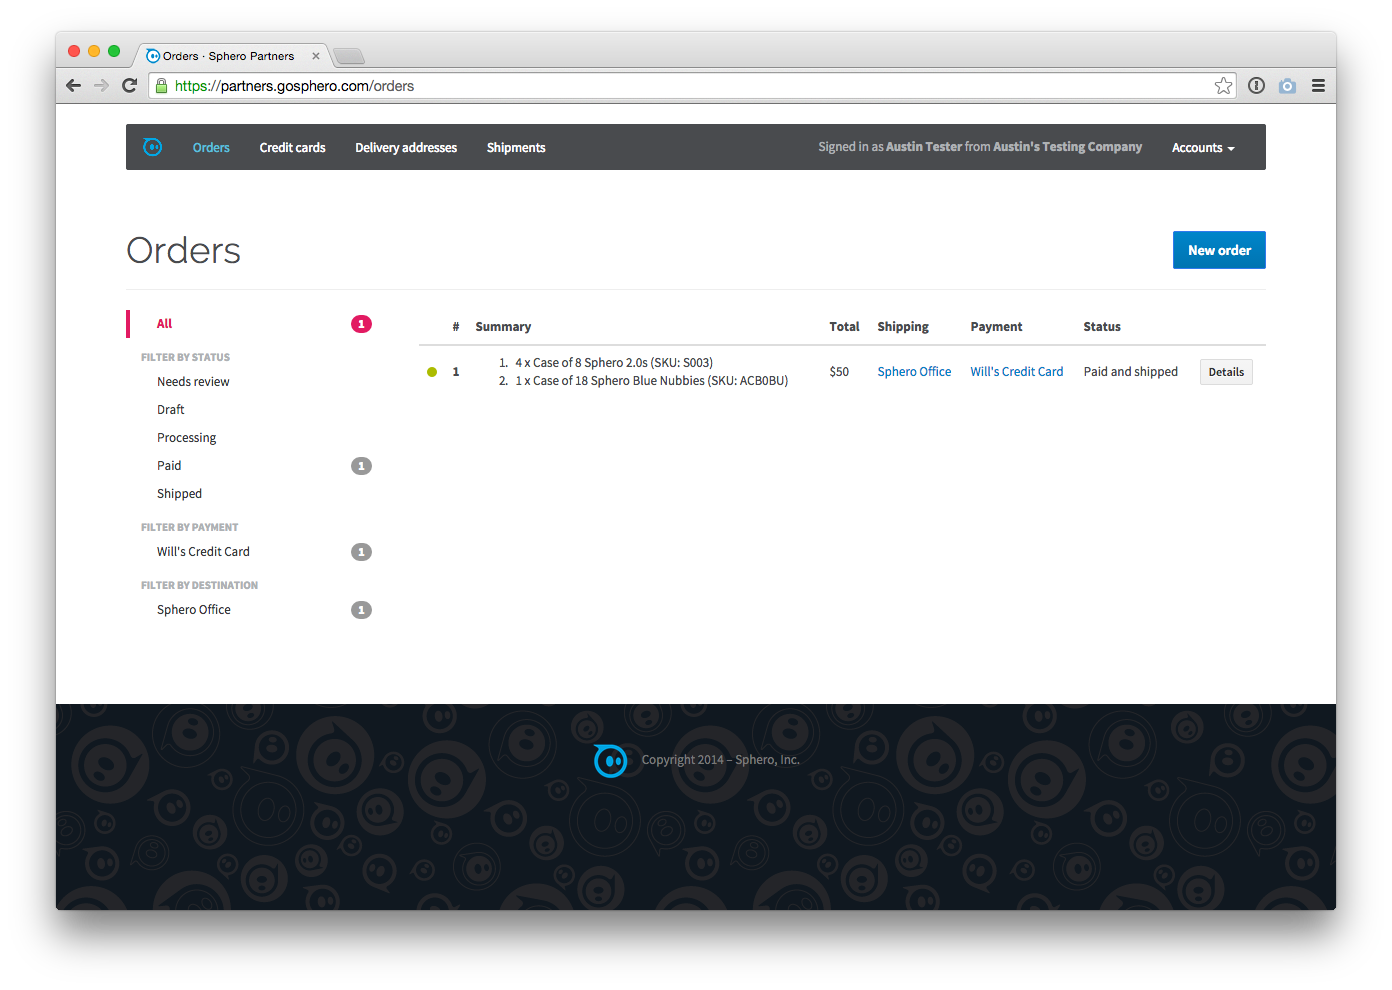 Orders · Sphero Partners
https://partners.gosphero.com/orders
Orders Credit cards Delivery addresses Shipments Signed in as Austin Tester from Austin's Testing Company Accounts
Orders
New order
All 1
FILTER BY STATUS
Needs review
Draft
Processing
Paid 1
Shipped
FILTER BY PAYMENT
Will's Credit Card 1
FILTER BY DESTINATION
Sphero Office 1
# Summary Total Shipping Payment Status
1 1. 4 x Case of 8 Sphero 2.0s (SKU: S003)
2. 1 x Case of 18 Sphero Blue Nubbies (SKU: ACB0BU)
$50 Sphero Office Will's Credit Card Paid and shipped Details
Copyright 2014 – Sphero, Inc.